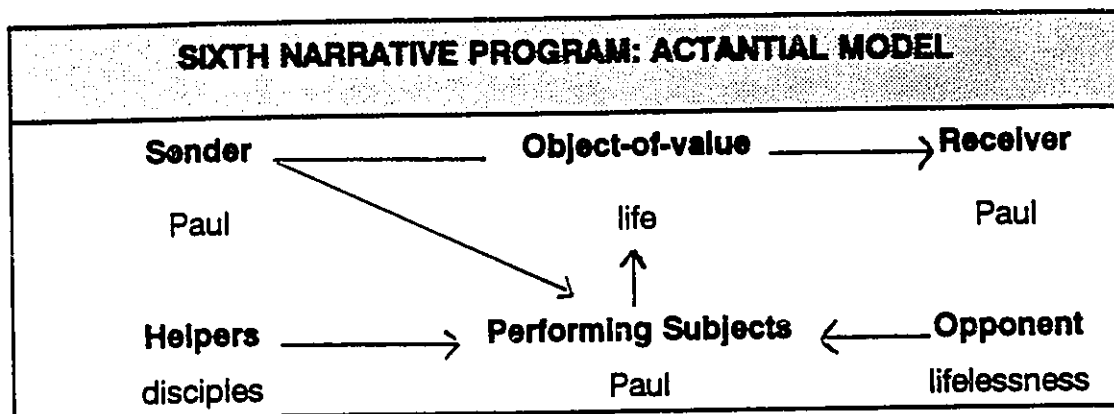 SIXTH NARRATIVE PROGRAM: ACTANTIAL MODEL
Sender Object-of-value Receiver
Paul life Paul
Helpers Performing Subjects Opponent
disciples Paul lifelessness